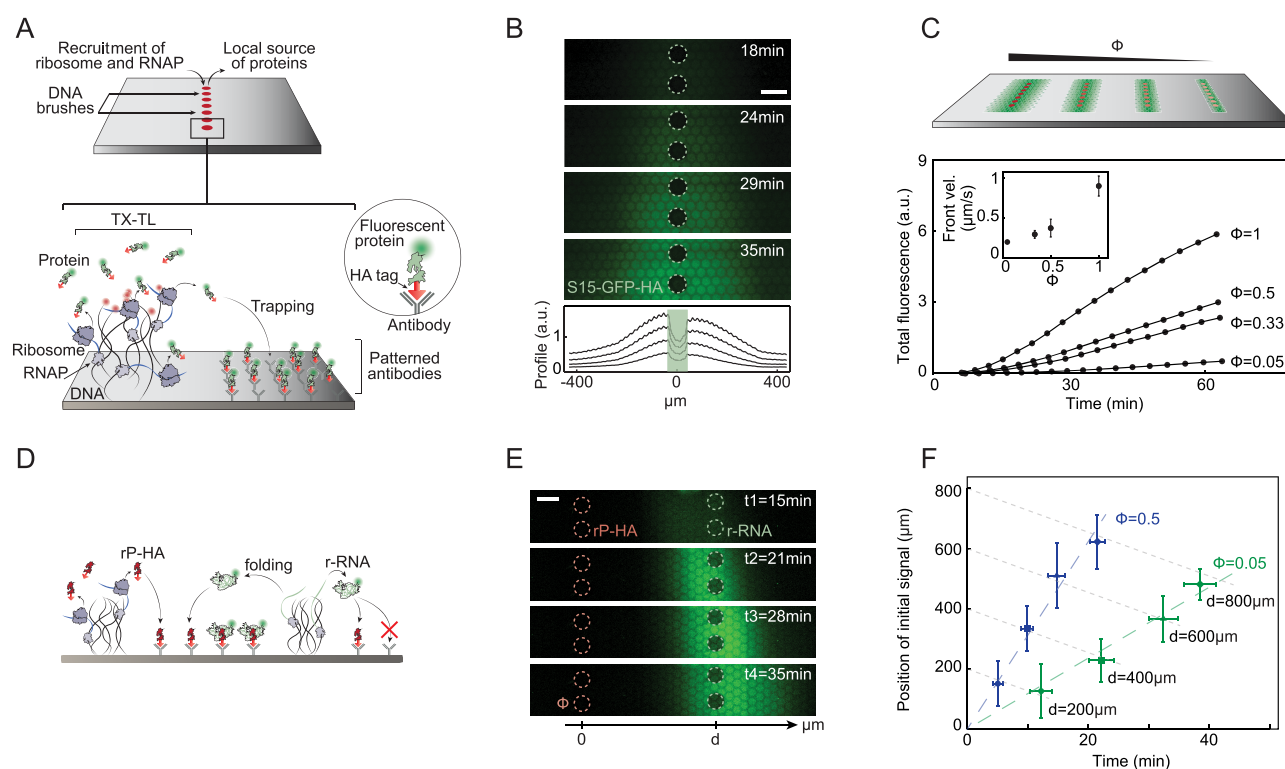 A
Recruitment of
ribosome and RNAP
Local source
of proteins
DNA
brushes
TX-TL
Protein
Ribosome
RNAP
DNA
Trapping
Fluorescent
protein
HA tag
Antibody
Patterned
antibodies
B
18min
24min
29min
35min
S15-GFP-HA
Profile (a.u.)
1
0
-400
0
400
µm
C
Φ
Total fluorescence (a.u.)
9
6
3
0
Front vel.
(µm/s)
1
0.5
0
0
0.5
1
Φ
Φ=1
Φ=0.5
Φ=0.33
Φ=0.05
0
30
60
Time (min)
D
rP-HA
folding
r-RNA
E
t1=15min
rP-HA
r-RNA
t2=21min
t3=28min
t4=35min
Φ
µm
0
d
F
Position of initial signal (µm)
800
600
400
200
0
Φ=0.5
Φ=0.05
d=800µm
d=600µm
d=400µm
d=200µm
0
20
40
Time (min)